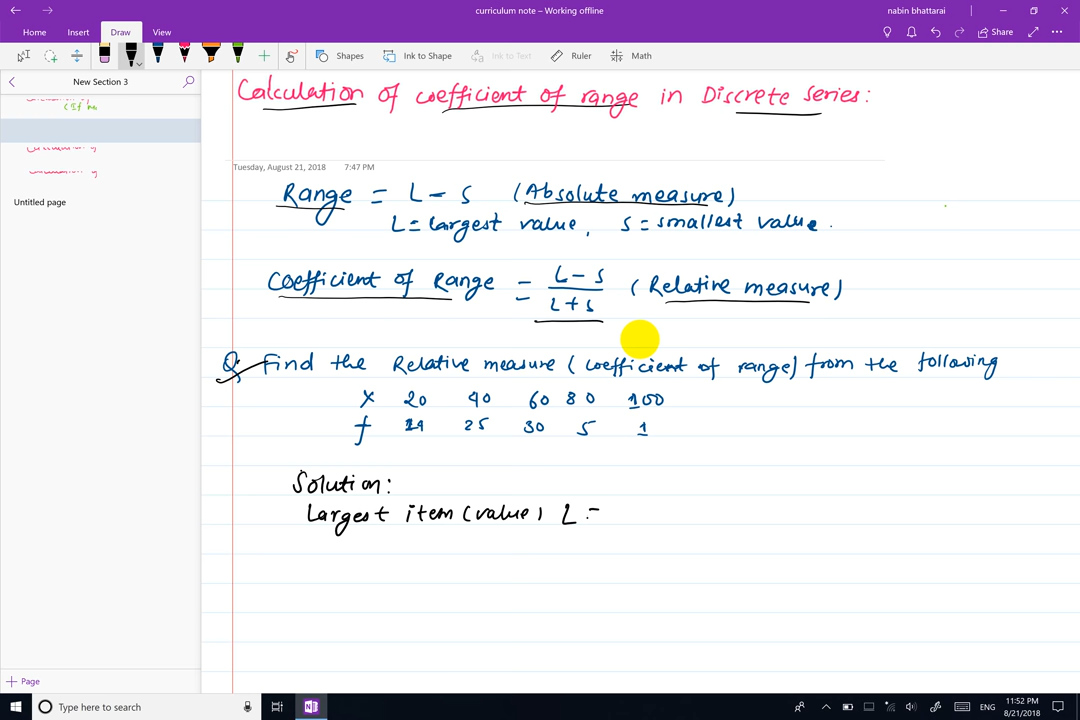 curriculum note – Working offline
nabin bhattarai
Home Insert Draw View
Share
Shapes Ink to Shape Ink to Text Ruler Math
New Section 3
Untitled page
Calculation of coefficient of range in Discrete series:
Tuesday, August 21, 2018 7:47 PM
Range = L - S (Absolute measure)
L = largest value, S = smallest value.
Coefficient of Range = L - S / L + S (Relative measure)
Q. Find the Relative measure (coefficient of range) from the following
X 20 40 60 80 100
f 25 30 5 1
Solution:
Largest item (value) L =
+ Page
Type here to search
ENG
11:52 PM
8/21/2018